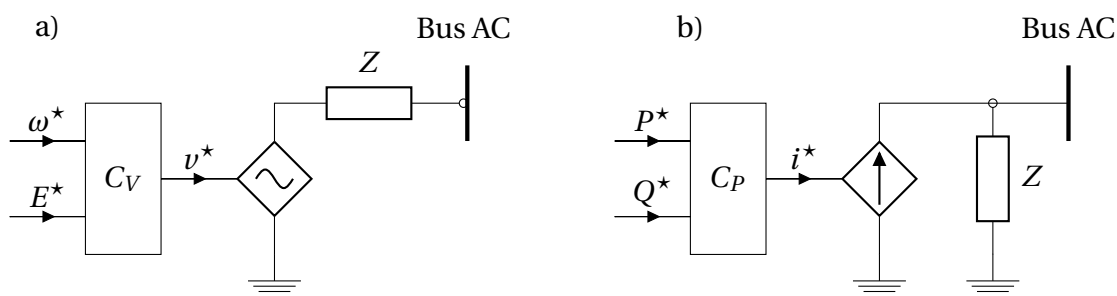 a)
Bus AC
Z
ω*
E*
C_V
v*
b)
Bus AC
P*
Q*
C_P
i*
Z